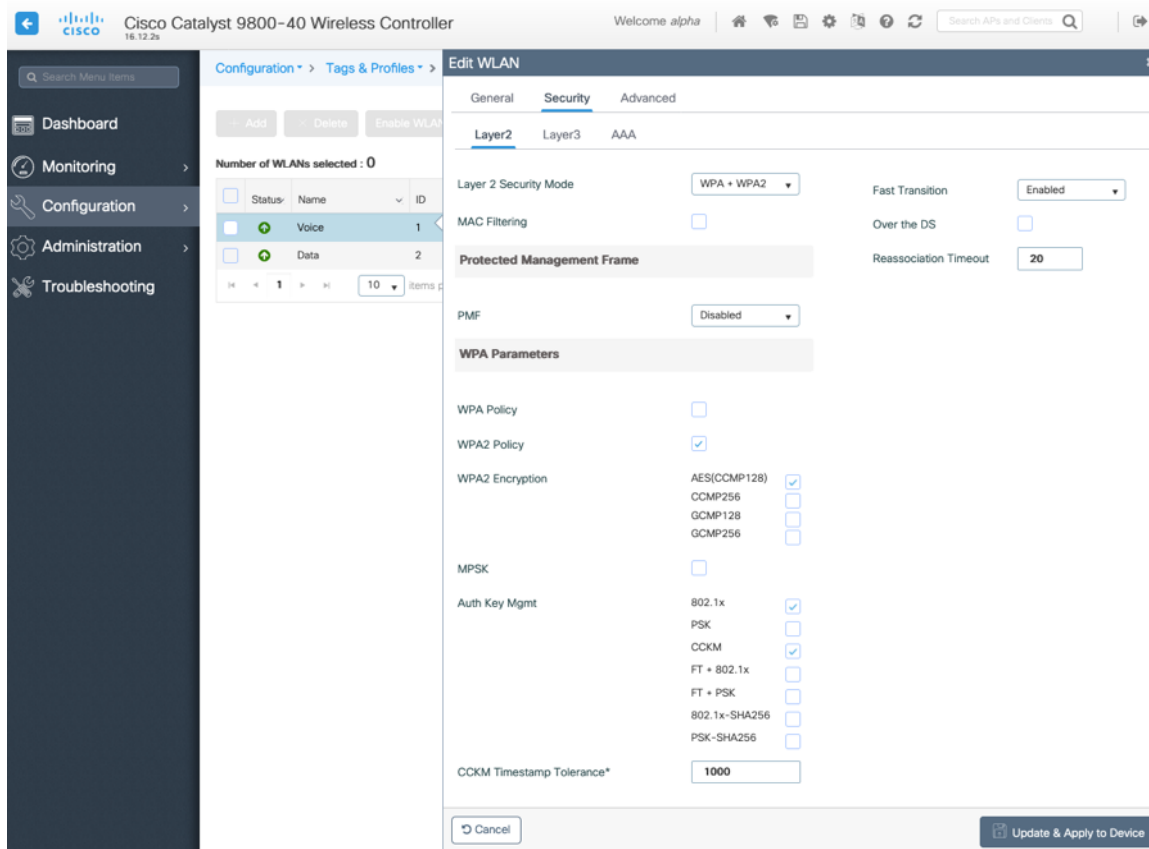 CISCO
Cisco Catalyst 9800-40 Wireless Controller
16.12.2s
Welcome alpha
Search APs and Clients
Search Menu Items
Dashboard
Monitoring
Configuration
Administration
Troubleshooting
Configuration > Tags & Profiles >
+ Add
× Delete
Enable WLAN
Number of WLANs selected : 0
Status Name ID
Voice 1
Data 2
1
10
items
Edit WLAN
General Security Advanced
Layer2 Layer3 AAA
Layer 2 Security Mode WPA + WPA2
MAC Filtering
Protected Management Frame
PMF Disabled
WPA Parameters
WPA Policy
WPA2 Policy
WPA2 Encryption AES(CCMP128)
CCMP256
GCMP128
GCMP256
MPSK
Auth Key Mgmt 802.1x
PSK
CCKM
FT + 802.1x
FT + PSK
802.1x-SHA256
PSK-SHA256
CCKM Timestamp Tolerance* 1000
Fast Transition Enabled
Over the DS
Reassociation Timeout 20
Cancel
Update & Apply to Device